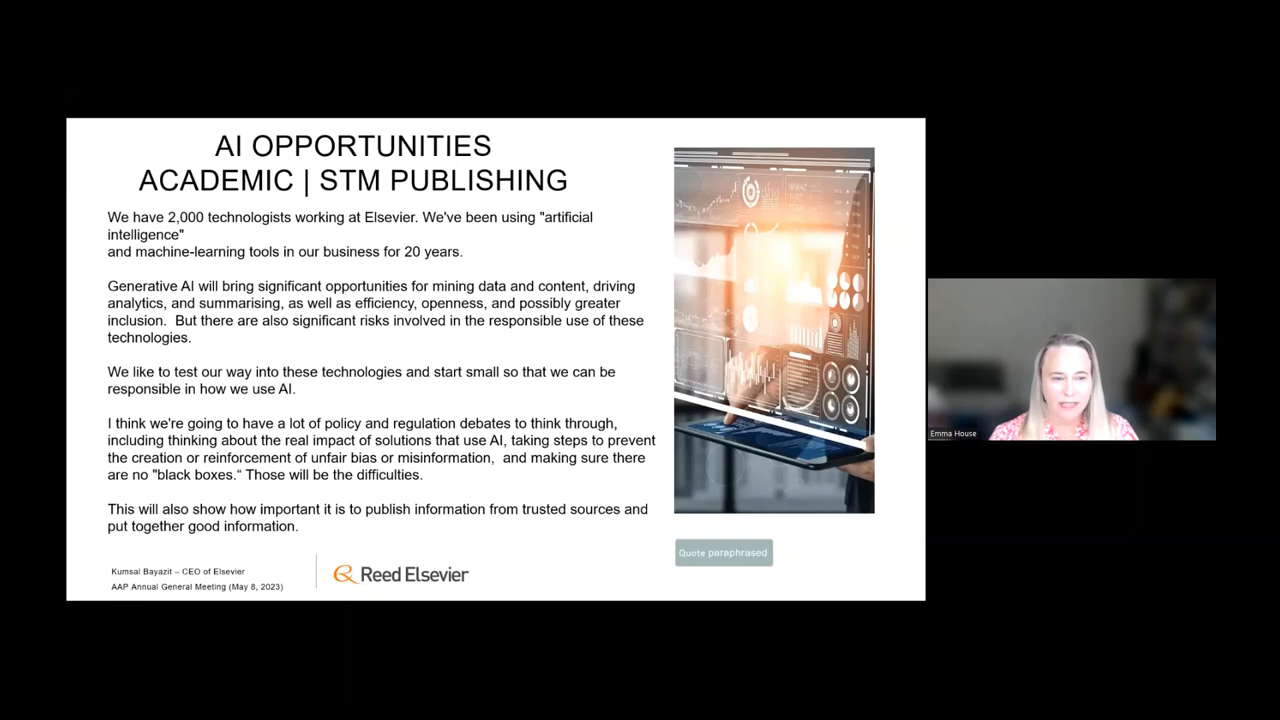 AI OPPORTUNITIES
ACADEMIC | STM PUBLISHING
We have 2,000 technologists working at Elsevier. We've been using "artificial
intelligence"
and machine-learning tools in our business for 20 years.
Generative AI will bring significant opportunities for mining data and content, driving
analytics, and summarising, as well as efficiency, openness, and possibly greater
inclusion.  But there are also significant risks involved in the responsible use of these
technologies.
We like to test our way into these technologies and start small so that we can be
responsible in how we use AI.
I think we're going to have a lot of policy and regulation debates to think through,
including thinking about the real impact of solutions that use AI, taking steps to prevent
the creation or reinforcement of unfair bias or misinformation,  and making sure there
are no "black boxes.“ Those will be the difficulties.
This will also show how important it is to publish information from trusted sources and
put together good information.
Kumsal Bayazit – CEO of Elsevier
AAP Annual General Meeting (May 8, 2023)
Reed Elsevier
Quote paraphrased
Emma House